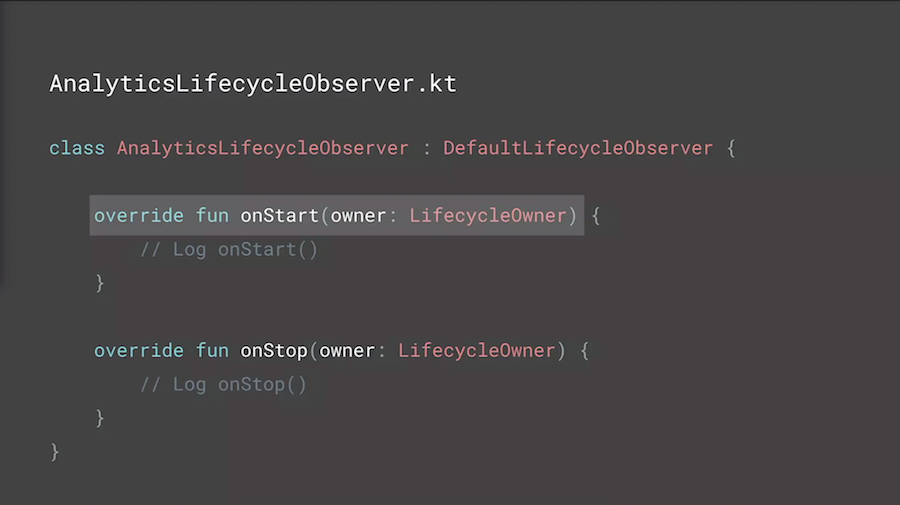 AnalyticsLifecycleObserver.kt
class AnalyticsLifecycleObserver : DefaultLifecycleObserver {
override fun onStart(owner: LifecycleOwner) {
// Log onStart()
}
override fun onStop(owner: LifecycleOwner) {
// Log onStop()
}
}